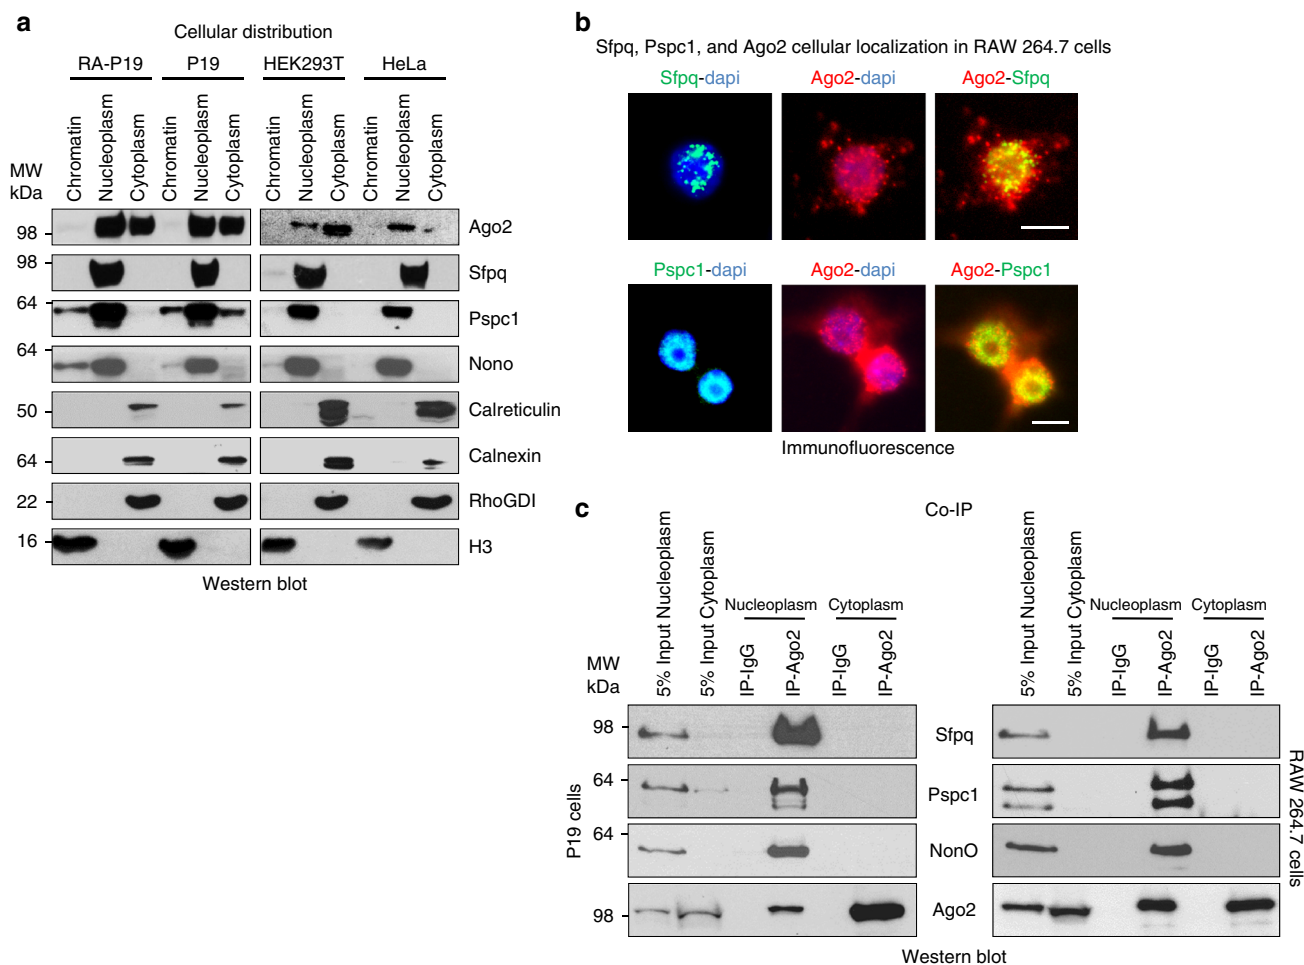 a
Cellular distribution
RA-P19 P19 HEK293T HeLa
MW
kDa
Chromatin Nucleoplasm Cytoplasm Chromatin Nucleoplasm Cytoplasm Chromatin Nucleoplasm Cytoplasm Chromatin Nucleoplasm Cytoplasm
98 Ago2
98 Sfpq
64 Pspc1
64 Nono
50 Calreticulin
64 Calnexin
22 RhoGDI
16 H3
Western blot
b
Sfpq, Pspc1, and Ago2 cellular localization in RAW 264.7 cells
Sfpq-dapi Ago2-dapi Ago2-Sfpq
Pspc1-dapi Ago2-dapi Ago2-Pspc1
Immunofluorescence
c
Co-IP
Nucleoplasm Cytoplasm Nucleoplasm Cytoplasm
MW
kDa
5% Input Nucleoplasm 5% Input Cytoplasm IP-IgG IP-Ago2 IP-IgG IP-Ago2 5% Input Nucleoplasm 5% Input Cytoplasm IP-IgG IP-Ago2 IP-IgG IP-Ago2
98 Sfpq
64 Pspc1
64 NonO
98 Ago2
P19 cells
RAW 264.7 cells
Western blot